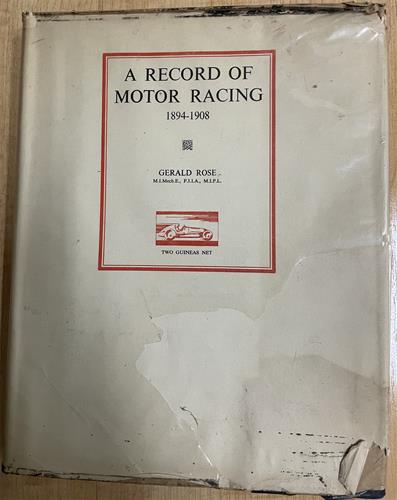 A RECORD OF
MOTOR RACING
1894-1908
GERALD ROSE
M.I.Mech.E., F.I.I.A., M.I.P.E.
TWO GUINEAS NET